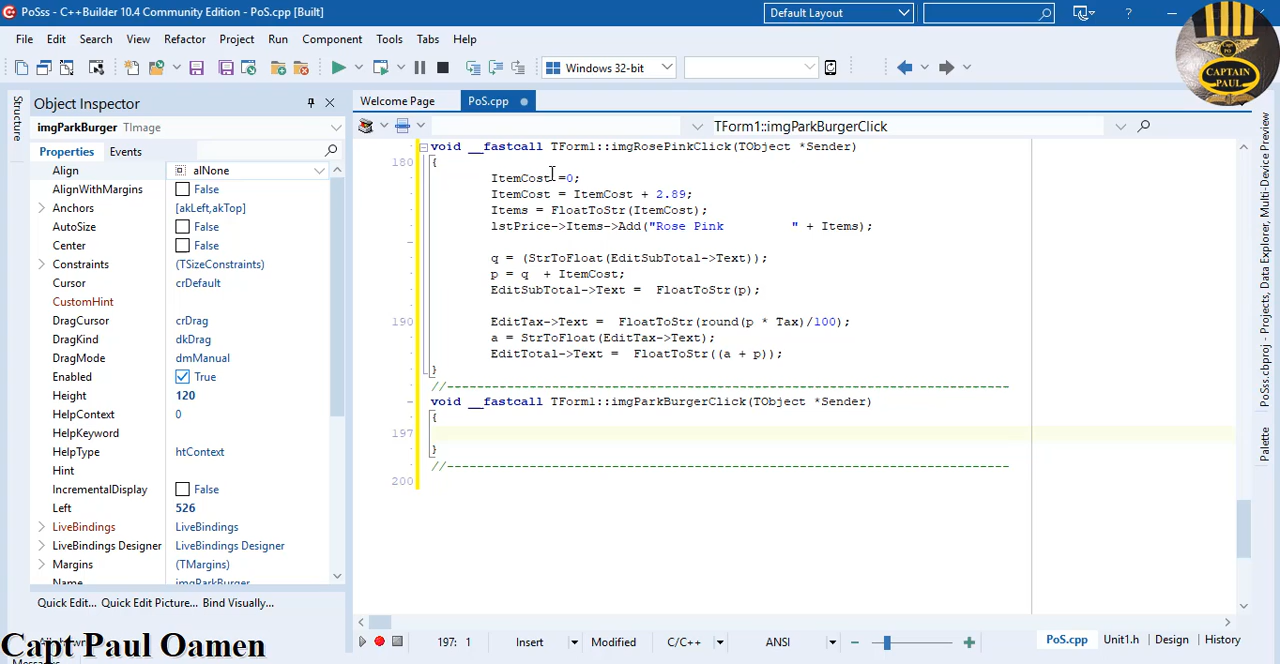 PoSss - C++Builder 10.4 Community Edition - PoS.cpp [Built]
Default Layout
?
File Edit Search View Refactor Project Run Component Tools Tabs Help
Windows 32-bit
CAPTAIN
PAUL
Structure
Object Inspector
imgParkBurger TImage
Properties Events
Align alNone
AlignWithMargins False
Anchors [akLeft,akTop]
AutoSize False
Center False
Constraints (TSizeConstraints)
Cursor crDefault
CustomHint
DragCursor crDrag
DragKind dkDrag
DragMode dmManual
Enabled True
Height 120
HelpContext 0
HelpKeyword
HelpType htContext
Hint
IncrementalDisplay False
Left 526
LiveBindings LiveBindings
LiveBindings Designer LiveBindings Designer
Margins (TMargins)
Name imgParkBurger
Quick Edit... Quick Edit Picture... Bind Visually...
Capt Paul Oamen
Welcome Page PoS.cpp
TForm1::imgParkBurgerClick
void __fastcall TForm1::imgRosePinkClick(TObject *Sender)
180 {
ItemCost =0;
ItemCost = ItemCost + 2.89;
Items = FloatToStr(ItemCost);
lstPrice->Items->Add("Rose Pink         " + Items);
q = (StrToFloat(EditSubTotal->Text));
p = q  + ItemCost;
EditSubTotal->Text =  FloatToStr(p);
190 EditTax->Text =  FloatToStr(round(p * Tax)/100);
a = StrToFloat(EditTax->Text);
EditTotal->Text =  FloatToStr((a + p));
}
//---------------------------------------------------------------------------
void __fastcall TForm1::imgParkBurgerClick(TObject *Sender)
{
197
}
//---------------------------------------------------------------------------
200
197: 1 Insert Modified C/C++ ANSI
PoS.cpp Unit1.h Design History
PoSss.cbproj - Projects, Data Explorer, Multi-Device Preview
Palette